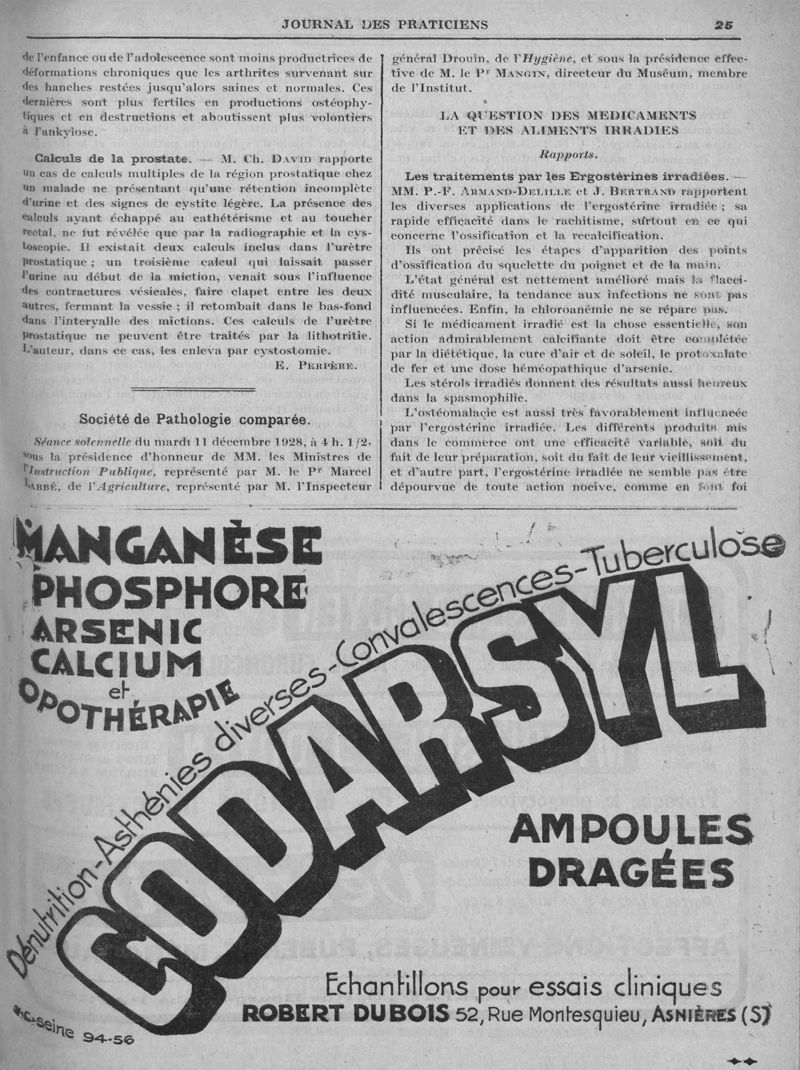 JOURNAL DES PRATICIENS 25
de l'enfance ou de l'adolescence sont moins productrices de
déformations chroniques que les arthrites survenant sur
des hanches restées jusqu'alors saines et normales. Ces
dernières sont plus fertiles en productions ostéophy-
tiques et en destructions et aboutissent plus volontiers
à l'ankylose.
Calculs de la prostate. — M. Ch. DAVID rapporte
un cas de calculs multiples de la région prostatique chez
un malade ne présentant qu'une rétention incomplète
d'urine et des signes de cystite légère. La présence des
calculs ayant échappé au cathétérisme et au toucher
rectal, ne fut révélée que par la radiographie et la cys-
toscopie. Il existait deux calculs inclus dans l'urètre
prostatique ; un troisième calcul qui laissait passer
l'urine au début de la miction, venait sous l'influence
des contractures vésicales, faire clapet entre les deux
autres, fermant la vessie ; il retombait dans le bas-fond
dans l'intervalle des mictions. Ces calculs de l'urètre
prostatique ne peuvent être traités par la lithotritie.
L'auteur, dans ce cas, les enleva par cystostomie.
E. PERPÈRE.
Société de Pathologie comparée.
Séance solennelle du mardi 11 décembre 1928, à 4 h. 1/2.
sous la présidence d'honneur de MM. les Ministres de
l'Instruction Publique, représenté par M. le Pr Marcel
LABBÉ, de l'Agriculture, représenté par M. l'Inspecteur
général Drouin, de l'Hygiène, et sous la présidence effec-
tive de M. le Pr MANGIN, directeur du Muséum, membre
de l'Institut.
LA QUESTION DES MEDICAMENTS
ET DES ALIMENTS IRRADIES
Rapports.
Les traitements par les Ergostérines irradiées. —
MM. P.-F. ARMAND-DELILLE et J. BERTRAND rapportent
les diverses applications de l'ergostérine irradiée ; sa
rapide efficacité dans le rachitisme, surtout en ce qui
concerne l'ossification et la recalcification.
Ils ont précisé les étapes d'apparition des points
d'ossification du squelette du poignet et de la main.
L'état général est nettement amélioré mais la flacci-
dité musculaire, la tendance aux infections ne sont pas
influencées. Enfin, la chloroanémie ne se répare pas.
Si le médicament irradié est la chose essentielle, son
action admirablement calcifiante doit être complétée
par la diététique, la cure d'air et de soleil, le protoxalate
de fer et une dose héméopathique d'arsenic.
Les stérols irradiés donnent des résultats aussi heureux
dans la spasmophilie.
L'ostéomalacie est aussi très favorablement influencée
par l'ergostérine irradiée. Les différents produits mis
dans le commerce ont une efficacité variable, soit du
fait de leur préparation, soit du fait de leur vieillissement,
et d'autre part, l'ergostérine irradiée ne semble pas être
dépourvue de toute action nocive, comme en font foi
MANGANÈSE
PHOSPHORE
ARSENIC
CALCIUM
et
OPOTHÉRAPIE
Dénutrition-Asthénies diverses-Convalescences-Tuberculose
CODARSYL
AMPOULES
DRAGÉES
Echantillons pour essais cliniques
ROBERT DUBOIS 52, Rue Montesquieu, ASNIÈRES (S)
R.C-Seine 94-56